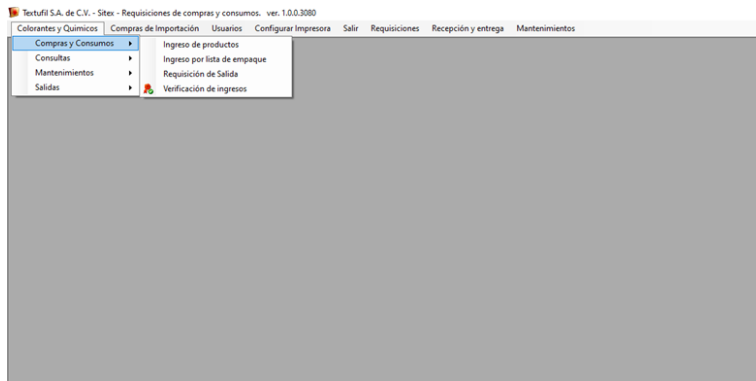 Textufil S.A. de C.V. - Sitex - Requisiciones de compras y consumos. ver. 1.0.0.3080
Colorantes y Quimicos Compras de Importación Usuarios Configurar Impresora Salir Requisiciones Recepción y entrega Mantenimientos
Compras y Consumos
Consultas
Mantenimientos
Salidas
Ingreso de productos
Ingreso por lista de empaque
Requisición de Salida
Verificación de ingresos